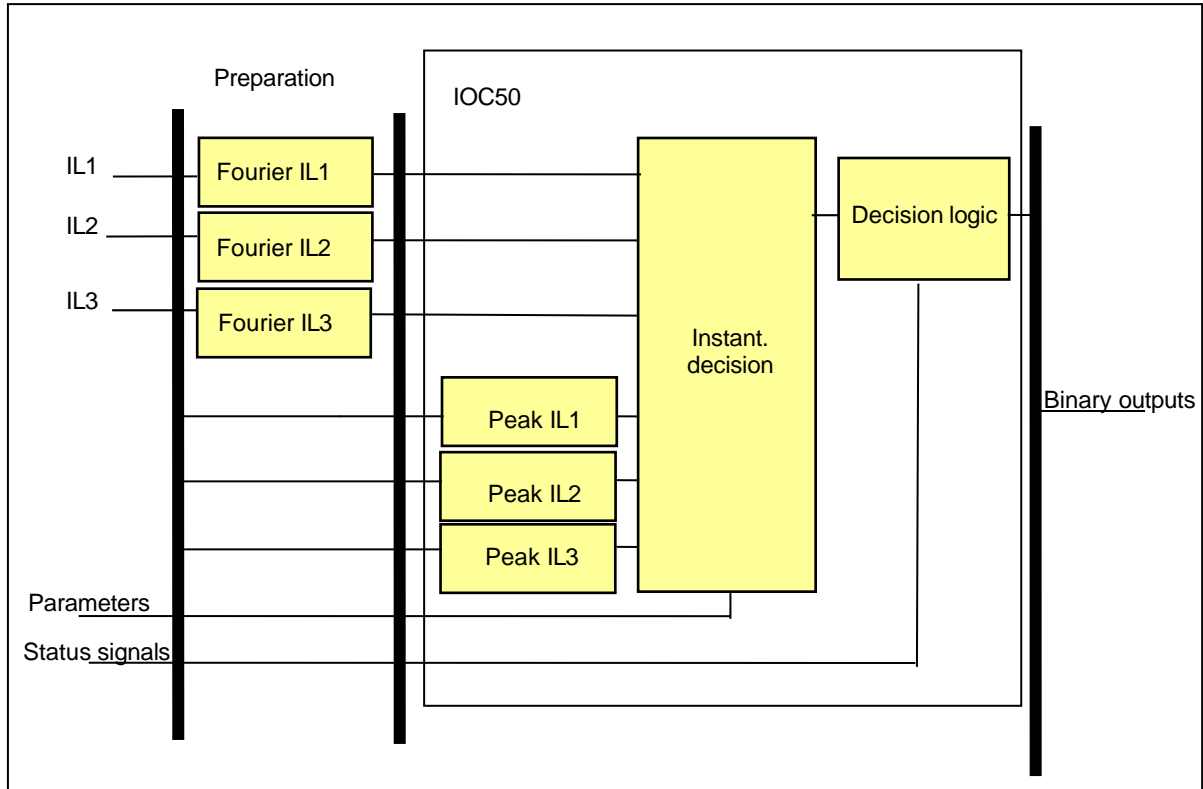 Preparation
IOC50
IL1
Fourier IL1
IL2
Fourier IL2
IL3
Fourier IL3
Decision logic
Instant.
decision
Peak IL1
Binary outputs
Peak IL2
Peak IL3
Parameters
Status signals